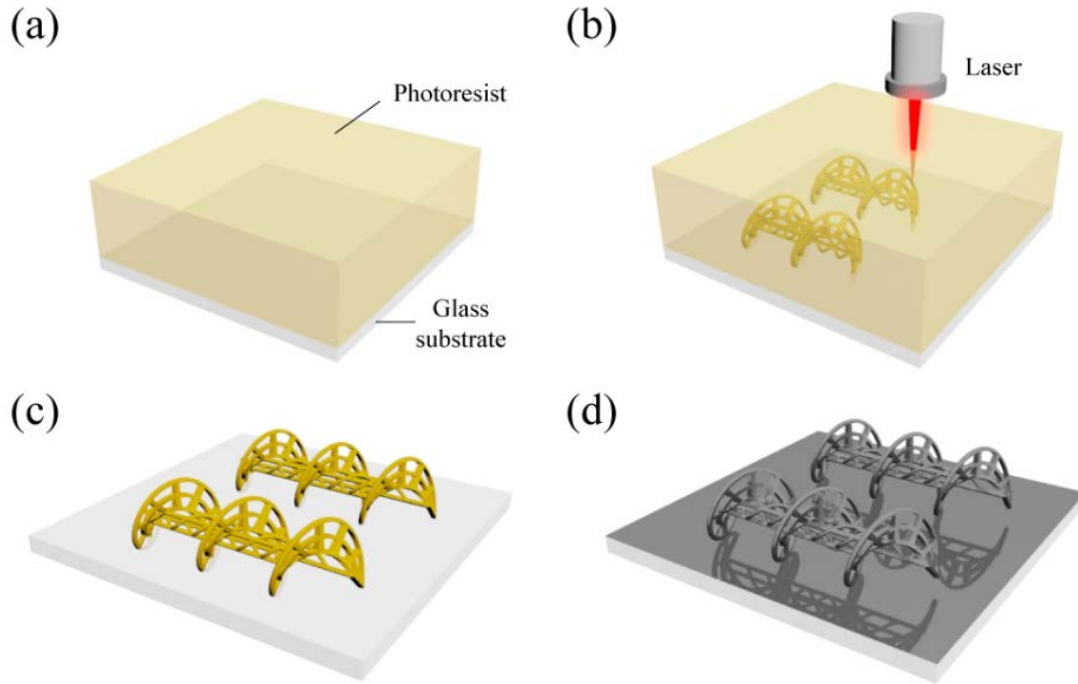 (a)
Photoresist
Glass
substrate
(b)
Laser
(c)
(d)